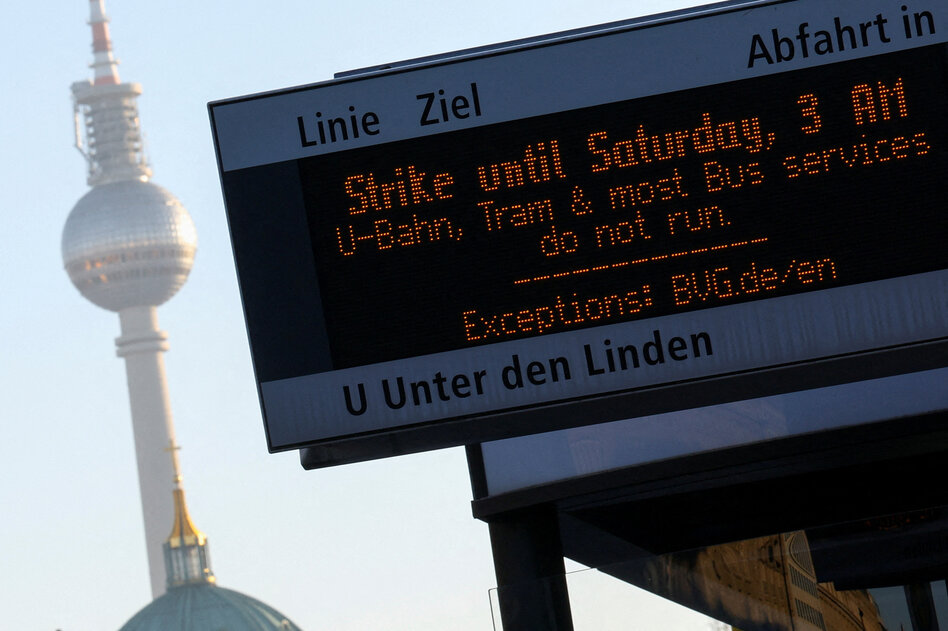 Linie Ziel Abfahrt in
Strike until Saturday, 3 AM
U-Bahn, Tram & most Bus services
do not run.
Exceptions: BVG.de/en
U Unter den Linden